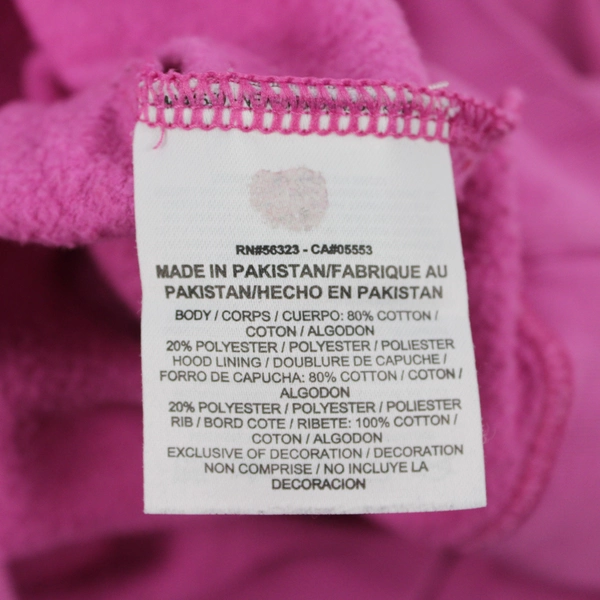 RN#56323 - CA#05553
MADE IN PAKISTAN/FABRIQUE AU
PAKISTAN/HECHO EN PAKISTAN
BODY / CORPS / CUERPO: 80% COTTON /
COTON / ALGODON
20% POLYESTER / POLYESTER / POLIESTER
HOOD LINING / DOUBLURE DE CAPUCHE /
FORRO DE CAPUCHA: 80% COTTON / COTON /
ALGODON
20% POLYESTER / POLYESTER / POLIESTER
RIB / BORD COTE / RIBETE: 100% COTTON /
COTON / ALGODON
EXCLUSIVE OF DECORATION / DECORATION
NON COMPRISE / NO INCLUYE LA
DECORACION